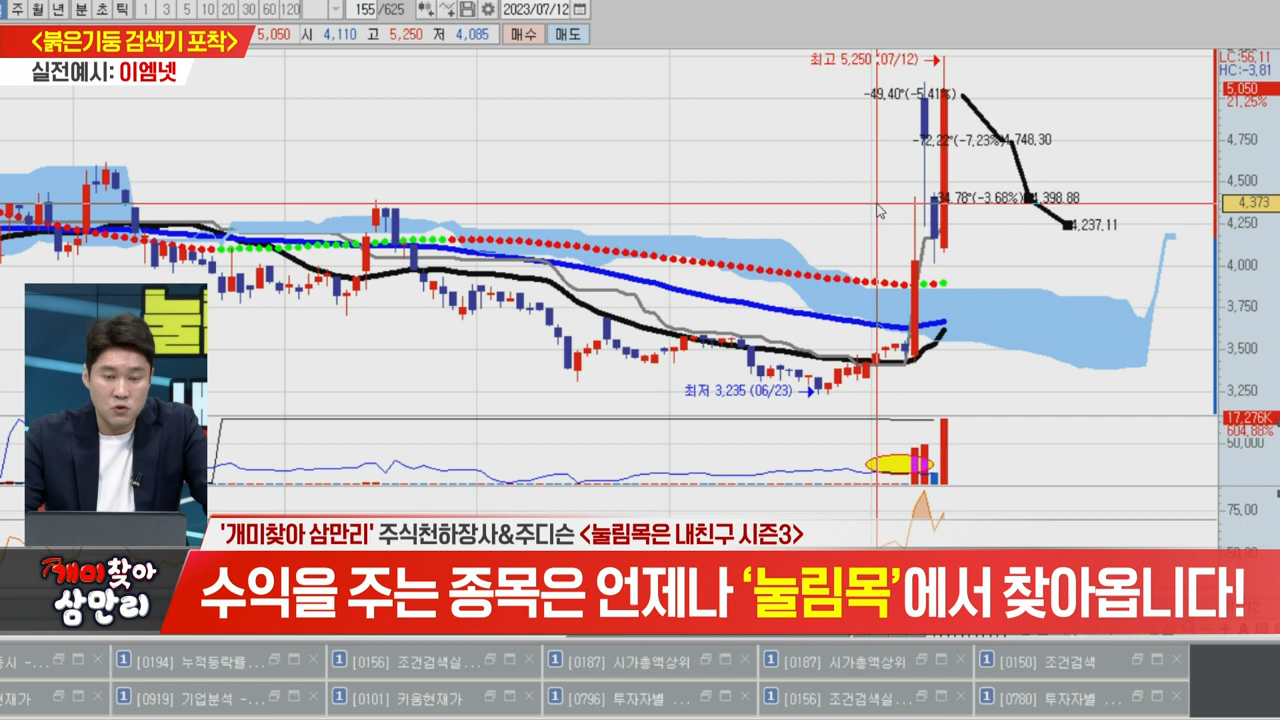 주 월 년 분 초 틱 1 3 5 10 20 30 60 120 155 /625 2023/07/12
<붉은기둥 검색기 포착>
5,050 시 4,110 고 5,250 저 4,085 매수 매도
실전예시: 이엠넷
최고 5,250 (07/12)
LC:56,11
HC:-3,81
5,050
21,25%
-49,40°(-5,41%)
-72,22°(-7,23%)
4,748.30
4,750
4,500
34,78°(-3,68%)
4,398.88
4,373
4,237.11
4,250
4,000
3,750
3,500
최저 3,235 (06/23)
3,250
17,276K
604,88%
50,000
75,00
'개미찾아 삼만리' 주식천하장사&주디슨 <눌림목은 내친구 시즌3>
개미찾아
삼만리
수익을 주는 종목은 언제나 '눌림목'에서 찾아옵니다!
1 [0194] 누적등락률... 1 [0156] 조건검색실... 1 [0187] 시가총액상위 1 [0187] 시가총액상위 1 [0150] 조건검색
1 [0919] 기업분석 -... 1 [0101] 키움현재가 1 [0796] 투자자별 ... 1 [0156] 조건검색실... 1 [0780] 투자자별 ...